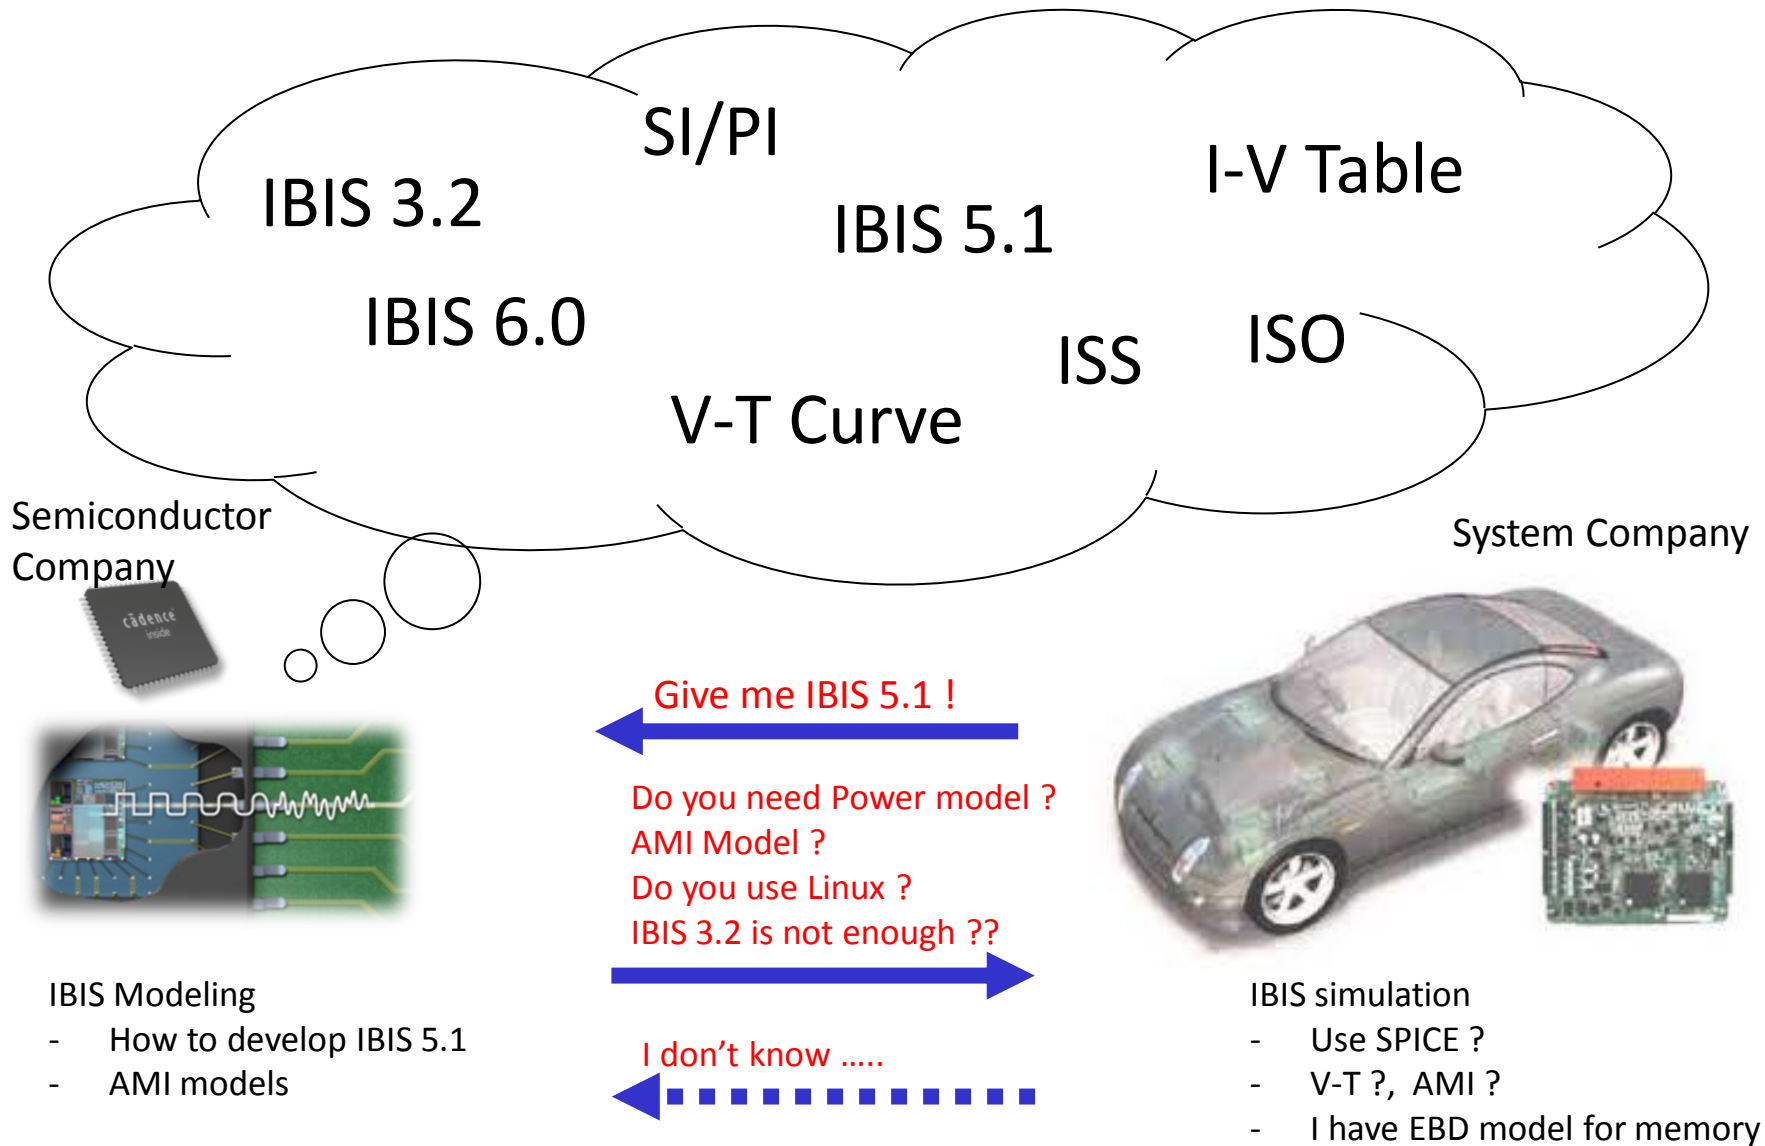 SI/PI
I-V Table
IBIS 3.2
IBIS 5.1
IBIS 6.0
ISO
ISS
V-T Curve
Semiconductor
Company
cādence
inside
System Company
Give me IBIS 5.1 !
Do you need Power model ?
AMI Model ?
Do you use Linux ?
IBIS 3.2 is not enough ??
I don’t know …..
IBIS Modeling
- How to develop IBIS 5.1
- AMI models
IBIS simulation
- Use SPICE ?
- V-T ?, AMI ?
- I have EBD model for memory